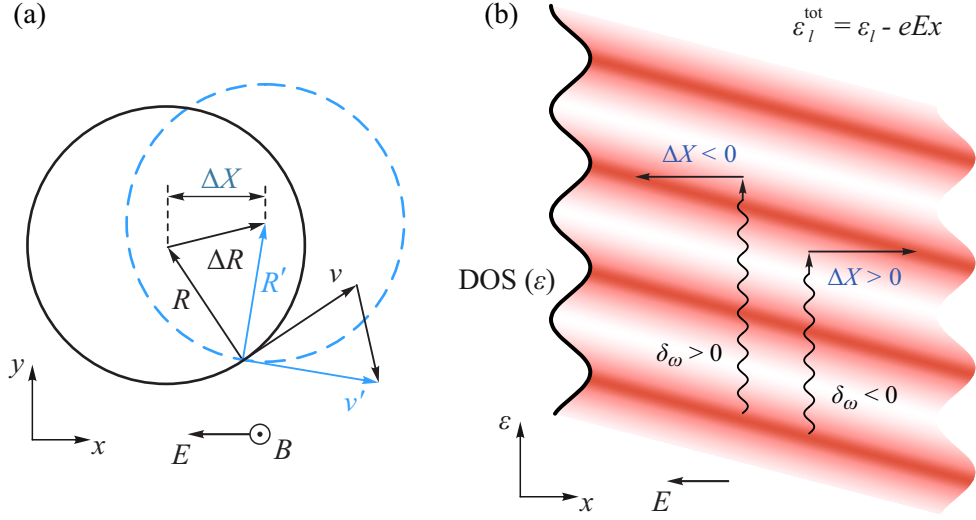 (a)
ΔX
ΔR
R
R′
v
v′
y
x
E
B
(b)
ε_l^tot = ε_l - eEx
ΔX < 0
ΔX > 0
DOS (ε)
δ_ω > 0
δ_ω < 0
ε
x
E